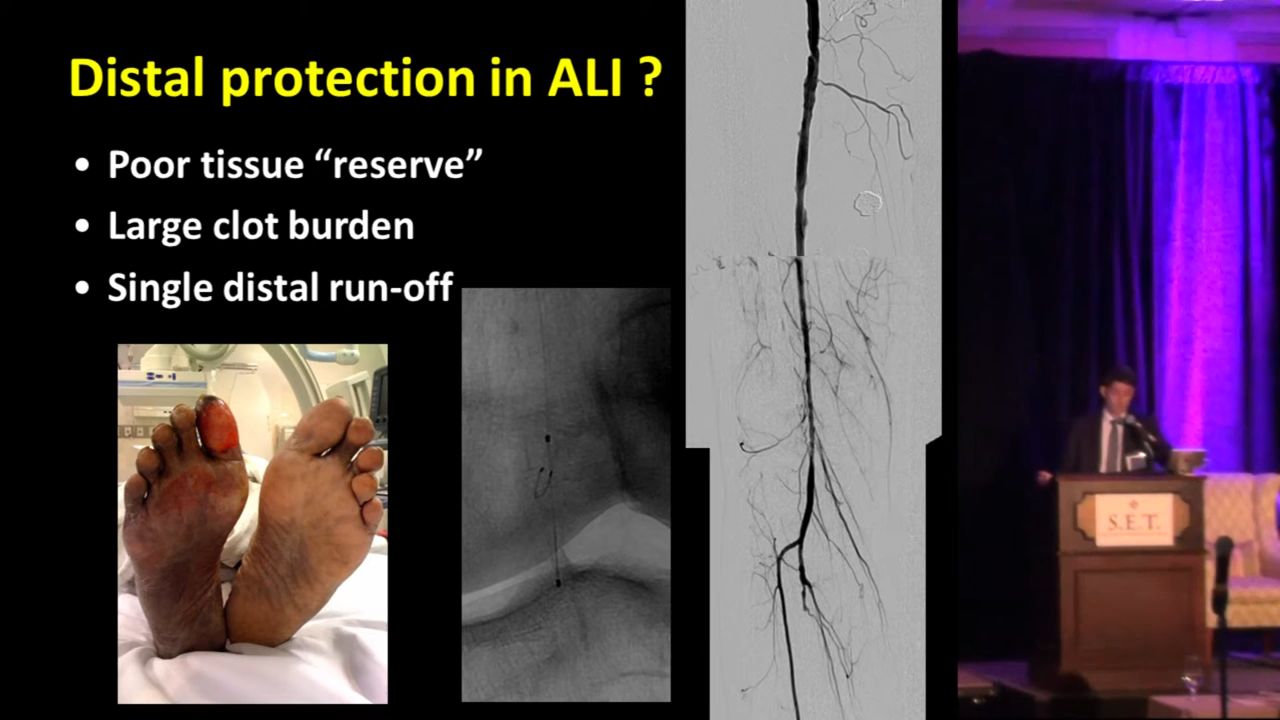 Distal protection in ALI ?
• Poor tissue “reserve”
• Large clot burden
• Single distal run-off
S.E.T.